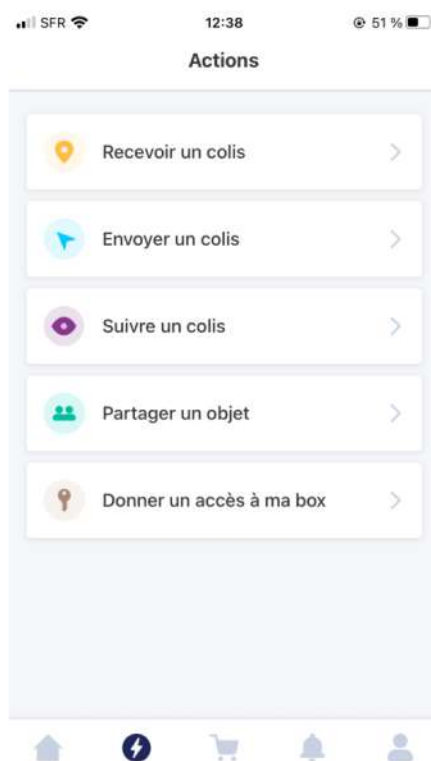 SFR 12:38 51 %
Actions
Recevoir un colis
Envoyer un colis
Suivre un colis
Partager un objet
Donner un accès à ma box